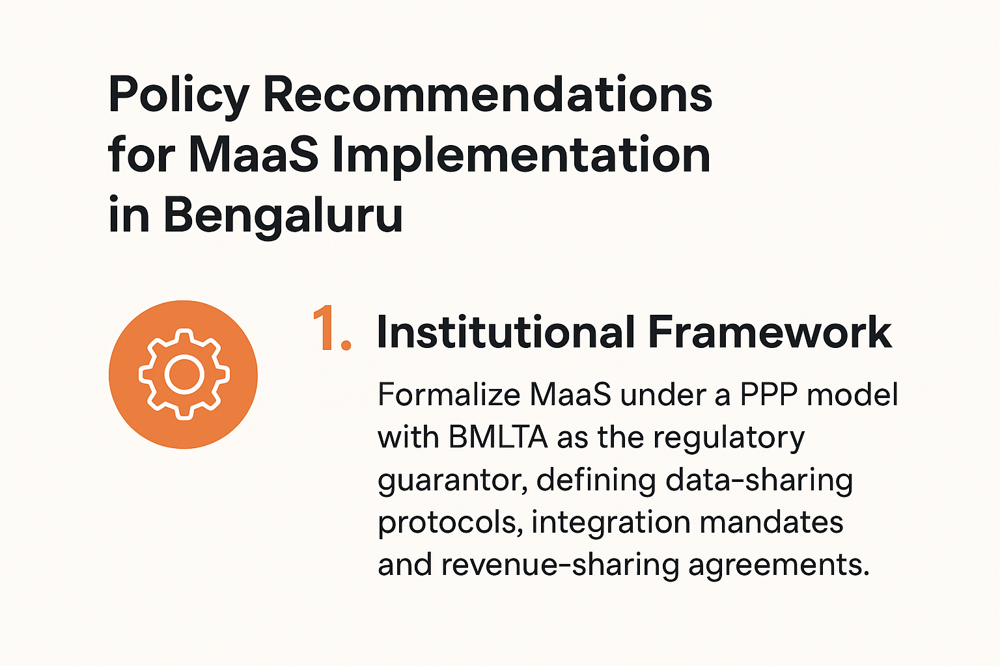 Policy Recommendations
for MaaS Implementation
in Bengaluru
1. Institutional Framework
Formalize MaaS under a PPP model
with BMLTA as the regulatory
guarantor, defining data-sharing
protocols, integration mandates
and revenue-sharing agreements.